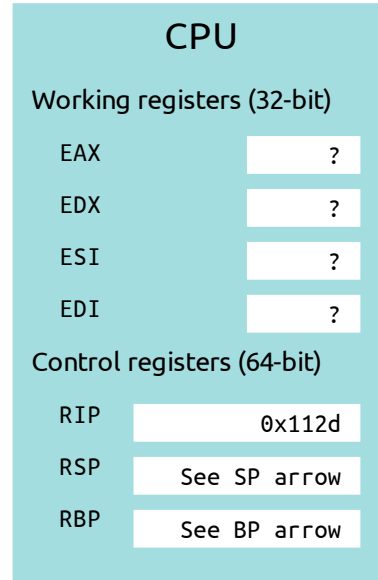 CPU
Working registers (32-bit)
EAX ?
EDX ?
ESI ?
EDI ?
Control registers (64-bit)
RIP 0x112d
RSP See SP arrow
RBP See BP arrow